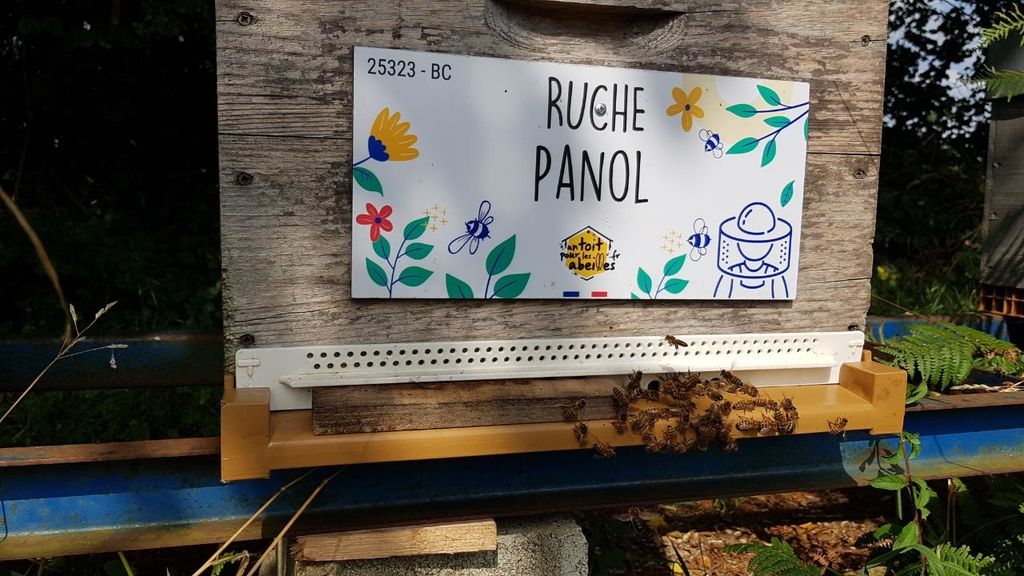 25323 - BC
RUCHE
PANOL
un toit
pour les .fr
abeilles